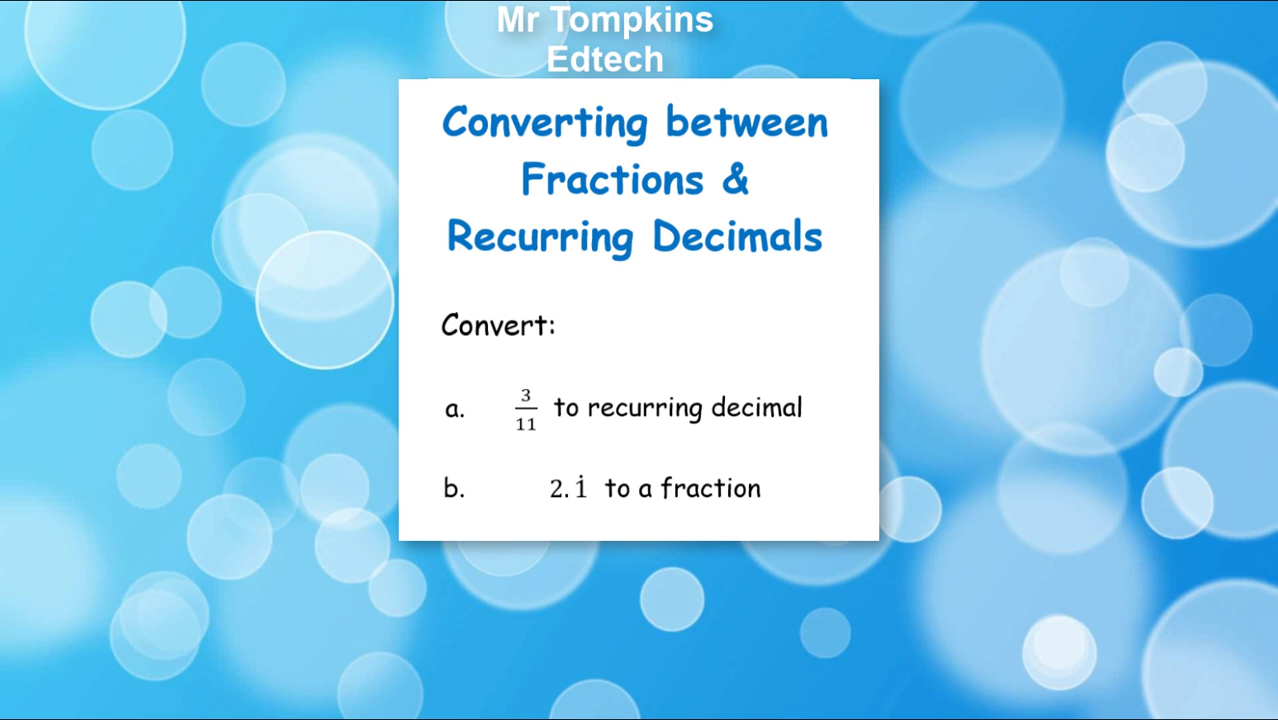 Mr Tompkins
Edtech
Converting between
Fractions &
Recurring Decimals
Convert:
a. 3/11 to recurring decimal
b. 2.1̇ to a fraction